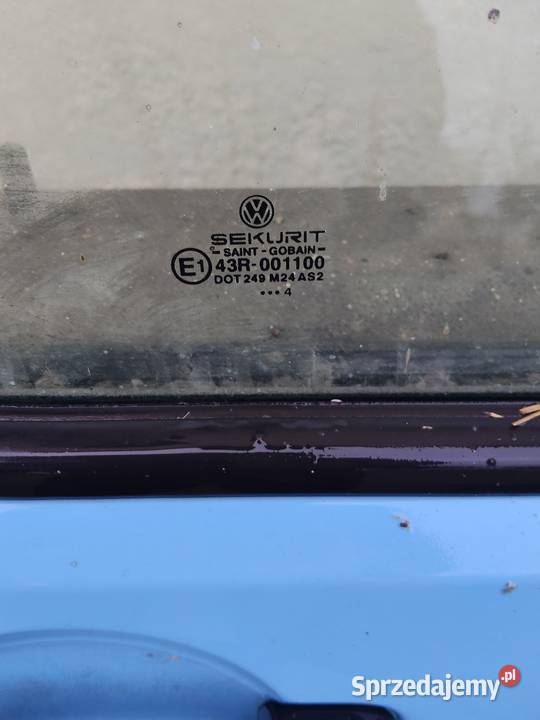 SEKURIT
SAINT-GOBAIN
E1 43R-001100
DOT 249 M24 AS2
••• 4
Sprzedajemy.pl